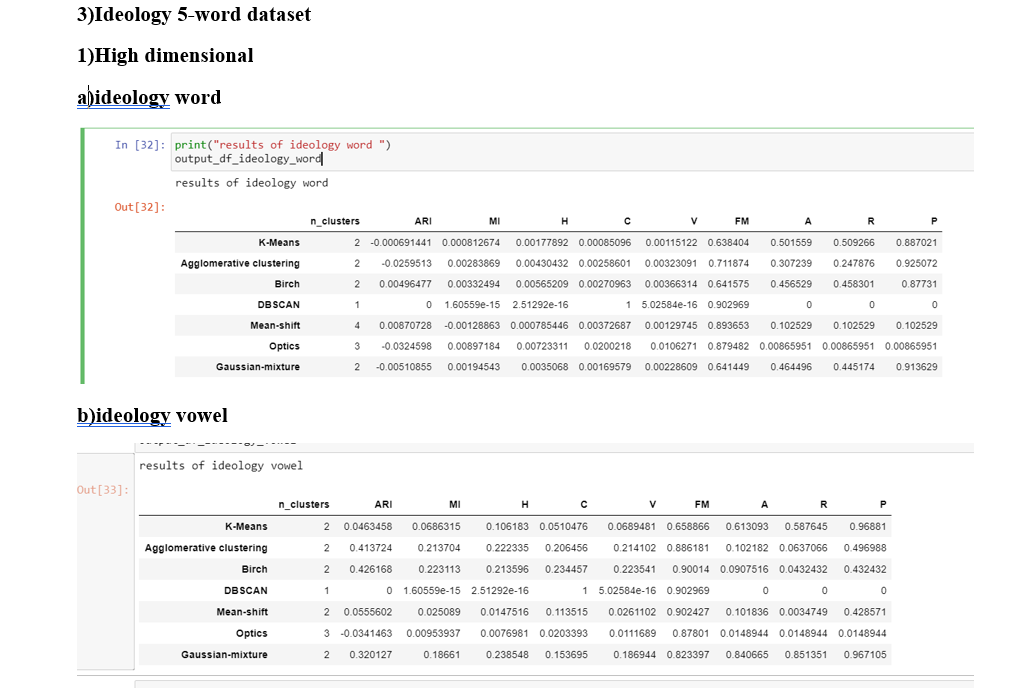 3)Ideology 5-word dataset
1)High dimensional
a)ideology word
In [32]: print("results of ideology word ")
output_df_ideology_word
results of ideology word
Out[32]:
n_clusters ARI MI H C V FM A R P
K-Means 2 -0.000691441 0.000812674 0.00177892 0.00085096 0.00115122 0.638404 0.501559 0.509266 0.887021
Agglomerative clustering 2 -0.0259513 0.00283869 0.00430432 0.00258601 0.00323091 0.711874 0.307239 0.247876 0.925072
Birch 2 0.00496477 0.00332494 0.00565209 0.00270963 0.00366314 0.641575 0.456529 0.458301 0.87731
DBSCAN 1 0 1.60559e-15 2.51292e-16 1 5.02584e-16 0.902969 0 0 0
Mean-shift 4 0.00870728 -0.00128863 0.000785446 0.00372687 0.00129745 0.893653 0.102529 0.102529 0.102529
Optics 3 -0.0324598 0.00897184 0.00723311 0.0200218 0.0106271 0.879482 0.00865951 0.00865951 0.00865951
Gaussian-mixture 2 -0.00510855 0.00194543 0.0035068 0.00169579 0.00228609 0.641449 0.464496 0.445174 0.913629
b)ideology vowel
results of ideology vowel
Out[33]:
n_clusters ARI MI H C V FM A R P
K-Means 2 0.0463458 0.0686315 0.106183 0.0510476 0.0689481 0.658866 0.613093 0.587645 0.96881
Agglomerative clustering 2 0.413724 0.213704 0.222335 0.206456 0.214102 0.886181 0.102182 0.0637066 0.496988
Birch 2 0.426168 0.223113 0.213596 0.234457 0.223541 0.90014 0.0907516 0.0432432 0.432432
DBSCAN 1 0 1.60559e-15 2.51292e-16 1 5.02584e-16 0.902969 0 0 0
Mean-shift 2 0.0555602 0.025089 0.0147516 0.113515 0.0261102 0.902427 0.101836 0.0034749 0.428571
Optics 3 -0.0341463 0.00953937 0.0076981 0.0203393 0.0111689 0.87801 0.0148944 0.0148944 0.0148944
Gaussian-mixture 2 0.320127 0.18661 0.238548 0.153695 0.186944 0.823397 0.840665 0.851351 0.967105